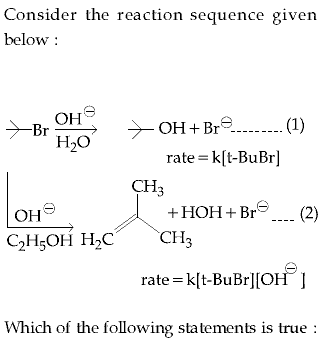 Consider the reaction sequence given
below :
OH⊖
Br H₂O OH + Br⊖ --------- (1)
rate = k[t-BuBr]
CH₃
OH⊖ + HOH + Br⊖ ---- (2)
C₂H₅OH H₂C CH₃
rate = k[t-BuBr][OH⊖]
Which of the following statements is true :